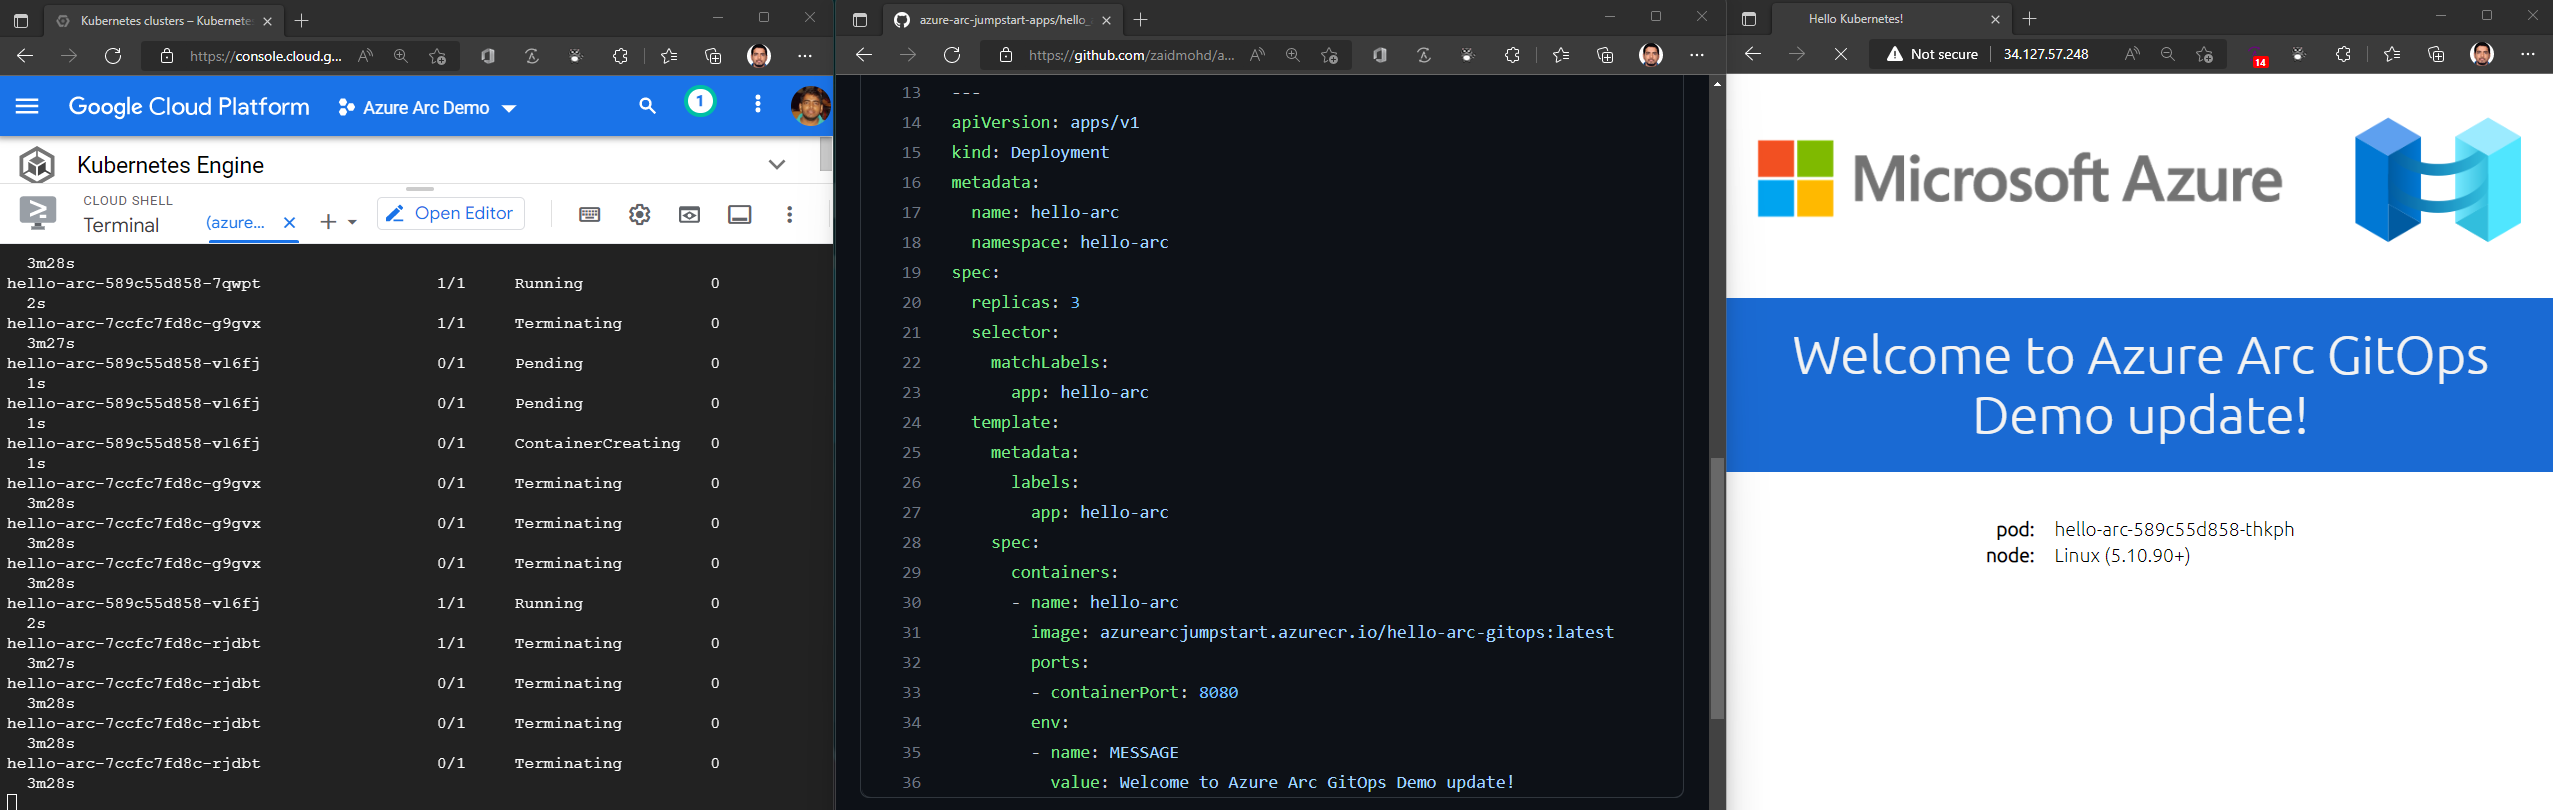 Kubernetes clusters – Kubernete
https://console.cloud.g...
Google Cloud Platform
Azure Arc Demo
1
Kubernetes Engine
CLOUD SHELL
Terminal
(azure...
Open Editor
3m28s
hello-arc-589c55d858-7qwpt 1/1 Running 0
2s
hello-arc-7ccfc7fd8c-g9gvx 1/1 Terminating 0
3m27s
hello-arc-589c55d858-vl6fj 0/1 Pending 0
1s
hello-arc-589c55d858-vl6fj 0/1 Pending 0
1s
hello-arc-589c55d858-vl6fj 0/1 ContainerCreating 0
1s
hello-arc-7ccfc7fd8c-g9gvx 0/1 Terminating 0
3m28s
hello-arc-7ccfc7fd8c-g9gvx 0/1 Terminating 0
3m28s
hello-arc-7ccfc7fd8c-g9gvx 0/1 Terminating 0
3m28s
hello-arc-589c55d858-vl6fj 1/1 Running 0
2s
hello-arc-7ccfc7fd8c-rjdbt 1/1 Terminating 0
3m27s
hello-arc-7ccfc7fd8c-rjdbt 0/1 Terminating 0
3m28s
hello-arc-7ccfc7fd8c-rjdbt 0/1 Terminating 0
3m28s
hello-arc-7ccfc7fd8c-rjdbt 0/1 Terminating 0
3m28s
azure-arc-jumpstart-apps/hello_
https://github.com/zaidmohd/a...
13 ---
14 apiVersion: apps/v1
15 kind: Deployment
16 metadata:
17 name: hello-arc
18 namespace: hello-arc
19 spec:
20 replicas: 3
21 selector:
22 matchLabels:
23 app: hello-arc
24 template:
25 metadata:
26 labels:
27 app: hello-arc
28 spec:
29 containers:
30 - name: hello-arc
31 image: azurearcjumpstart.azurecr.io/hello-arc-gitops:latest
32 ports:
33 - containerPort: 8080
34 env:
35 - name: MESSAGE
36 value: Welcome to Azure Arc GitOps Demo update!
Hello Kubernetes!
Not secure
34.127.57.248
14
Microsoft Azure
Welcome to Azure Arc GitOps
Demo update!
pod: hello-arc-589c55d858-thkph
node: Linux (5.10.90+)